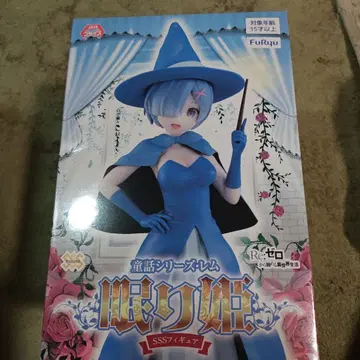 対象年齢
15才以上
FuRyu
童話シリーズ・レム
Re:ゼロ
から始める異世界生活
眠り姫
SSSフィギュア